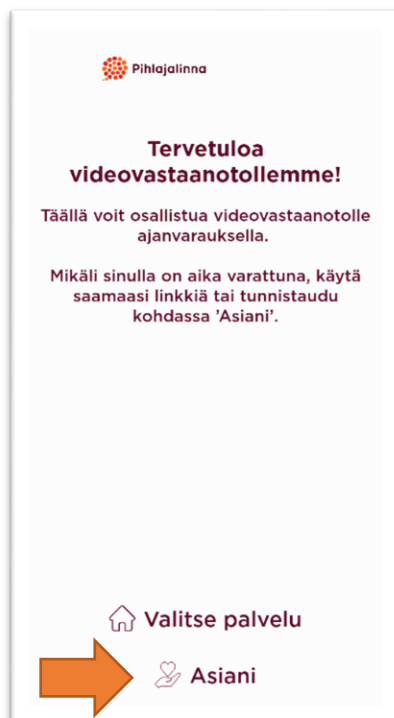 Pihlajalinna
Tervetuloa
videovastaanotollemme!
Täällä voit osallistua videovastaanotolle
ajanvarauksella.
Mikäli sinulla on aika varattuna, käytä
saamaasi linkkiä tai tunnistaudu
kohdassa 'Asiani'.
Valitse palvelu
Asiani